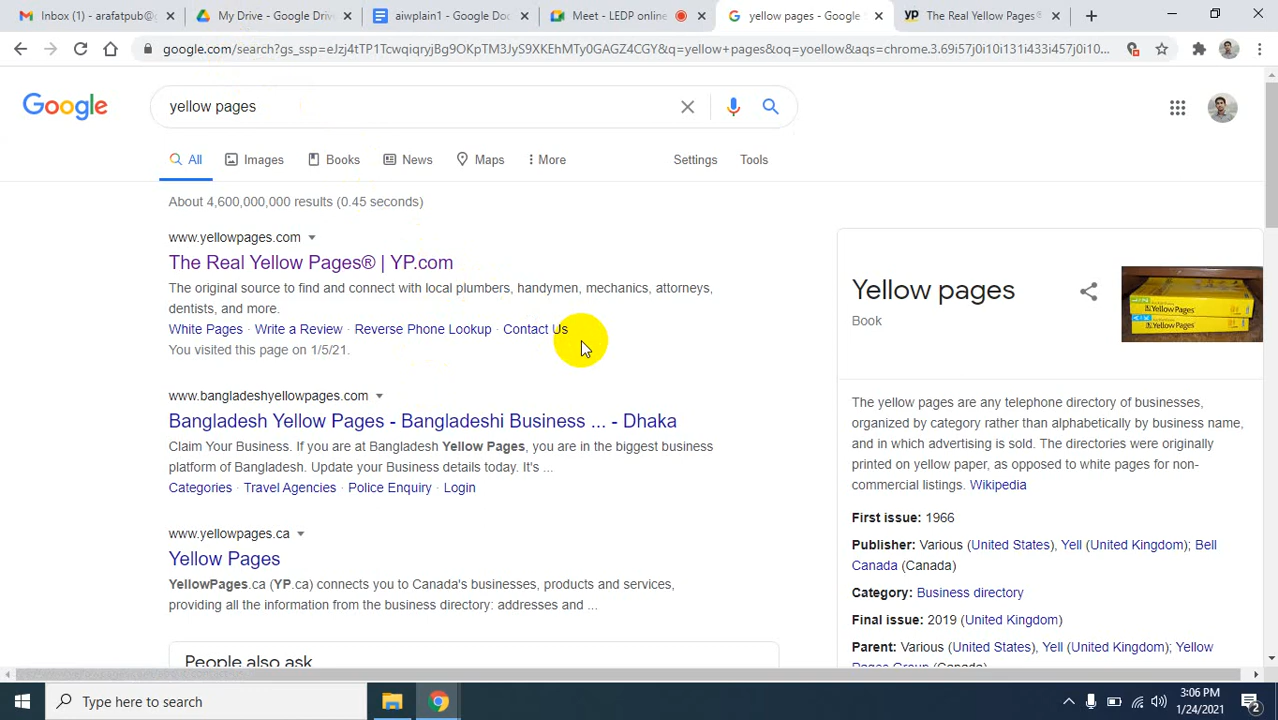 Inbox (1) - arafatpub@g
My Drive - Google Driv
aiwplain1 - Google Doc
Meet - LEDP online
yellow pages - Google
YP The Real Yellow Pages®
google.com/search?gs_ssp=eJzj4tTP1TcwqiqryjBg9OKpTM3JyS9XKEhMTy0GAGZ4CGY&q=yellow+pages&oq=yoellow&aqs=chrome.3.69i57j0i10i131i433i457j0i10...
Google
yellow pages
All
Images
Books
News
Maps
More
Settings
Tools
About 4,600,000,000 results (0.45 seconds)
www.yellowpages.com
The Real Yellow Pages® | YP.com
The original source to find and connect with local plumbers, handymen, mechanics, attorneys,
dentists, and more.
White Pages · Write a Review · Reverse Phone Lookup · Contact Us
You visited this page on 1/5/21.
www.bangladeshyellowpages.com
Bangladesh Yellow Pages - Bangladeshi Business ... - Dhaka
Claim Your Business. If you are at Bangladesh Yellow Pages, you are in the biggest business
platform of Bangladesh. Update your Business details today. It's ...
Categories · Travel Agencies · Police Enquiry · Login
www.yellowpages.ca
Yellow Pages
YellowPages.ca (YP.ca) connects you to Canada's businesses, products and services,
providing all the information from the business directory: addresses and ...
People also ask
Yellow pages
Book
YellowPages
YellowPages
The yellow pages are any telephone directory of businesses,
organized by category rather than alphabetically by business name,
and in which advertising is sold. The directories were originally
printed on yellow paper, as opposed to white pages for non-
commercial listings. Wikipedia
First issue: 1966
Publisher: Various (United States), Yell (United Kingdom); Bell
Canada (Canada)
Category: Business directory
Final issue: 2019 (United Kingdom)
Parent: Various (United States), Yell (United Kingdom), Yellow
Pages Group (Canada)
Type here to search
3:06 PM
1/24/2021
2